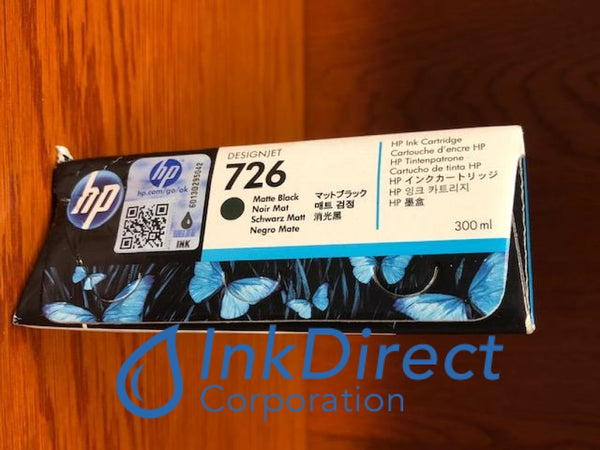 DESIGNJET
726
Matte Black
Noir Mat
Schwarz Matt
Negro Mate
マットブラック
매트 검정
消光黑
HP Ink Cartridge
Cartouche d'encre HP
HP Tintenpatrone
Cartucho de tinta HP
HP インクカートリッジ
HP 잉크 카트리지
HP 墨盒
300 ml
hp
hp
hp.com/go/ok
INK
InkDirect
Corporation